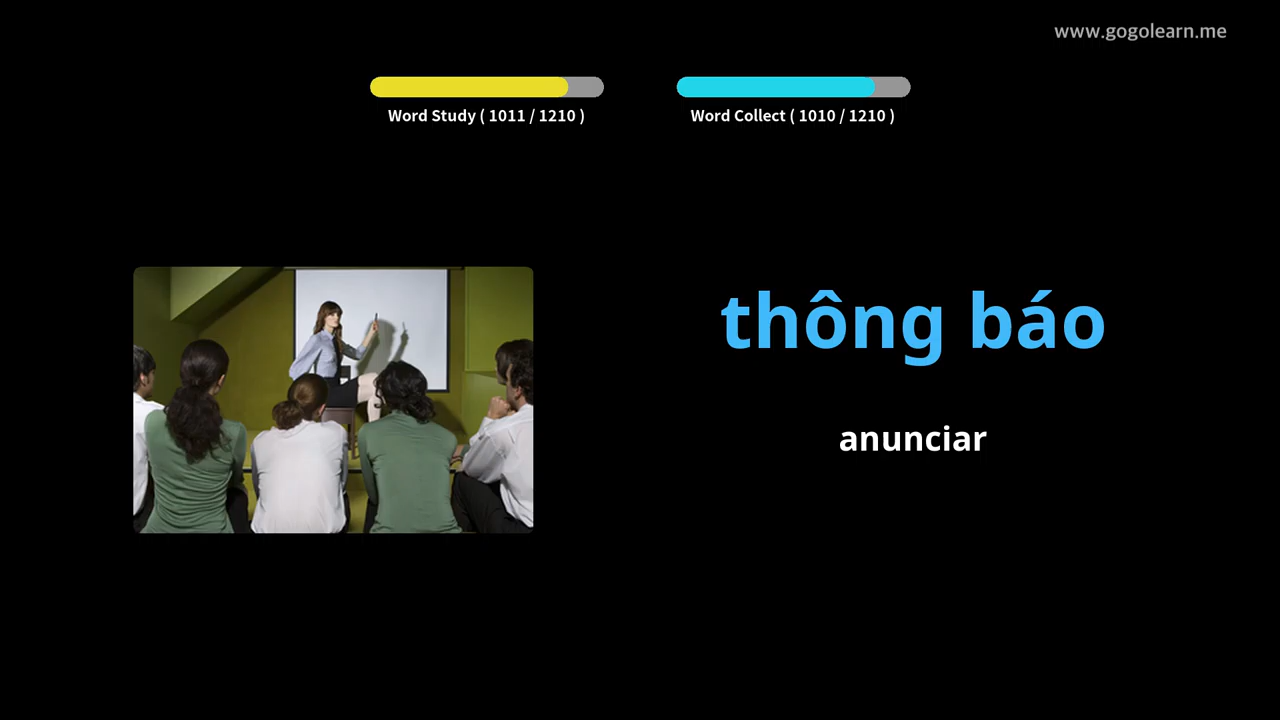 www.gogolearn.me
Word Study ( 1011 / 1210 )
Word Collect ( 1010 / 1210 )
thông báo
anunciar